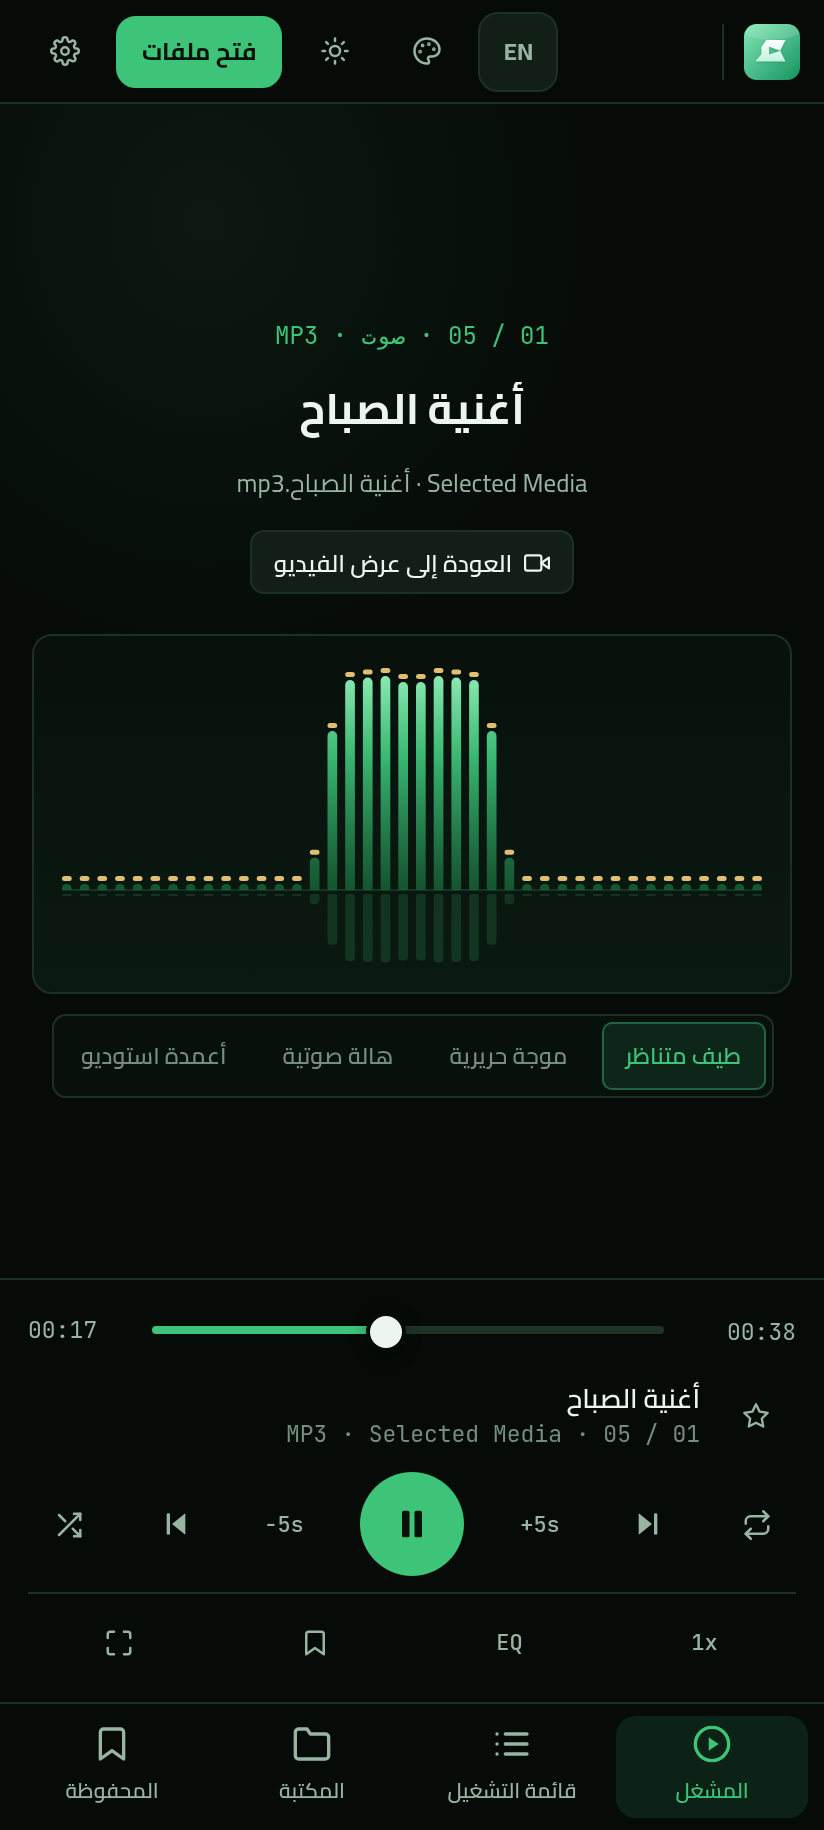 EN
فتح ملفات
MP3 · صوت · 05 / 01
أغنية الصباح
أغنية الصباح.mp3 · Selected Media
العودة إلى عرض الفيديو
طيف متناظر
موجة حريرية
هالة صوتية
أعمدة استوديو
00:17
00:38
أغنية الصباح
MP3 · Selected Media · 05 / 01
-5s
+5s
EQ
1x
المشغل
قائمة التشغيل
المكتبة
المحفوظة